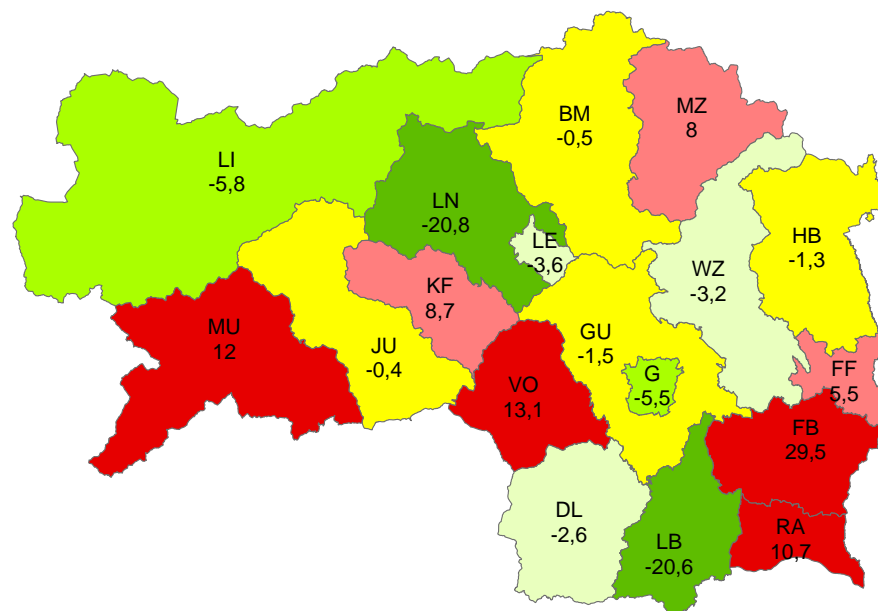 BM
-0,5
MZ
8
LI
-5,8
LN
-20,8
LE
-3,6
HB
-1,3
WZ
-3,2
KF
8,7
MU
12
JU
-0,4
GU
-1,5
G
-5,5
VO
13,1
FF
5,5
FB
29,5
DL
-2,6
LB
-20,6
RA
10,7